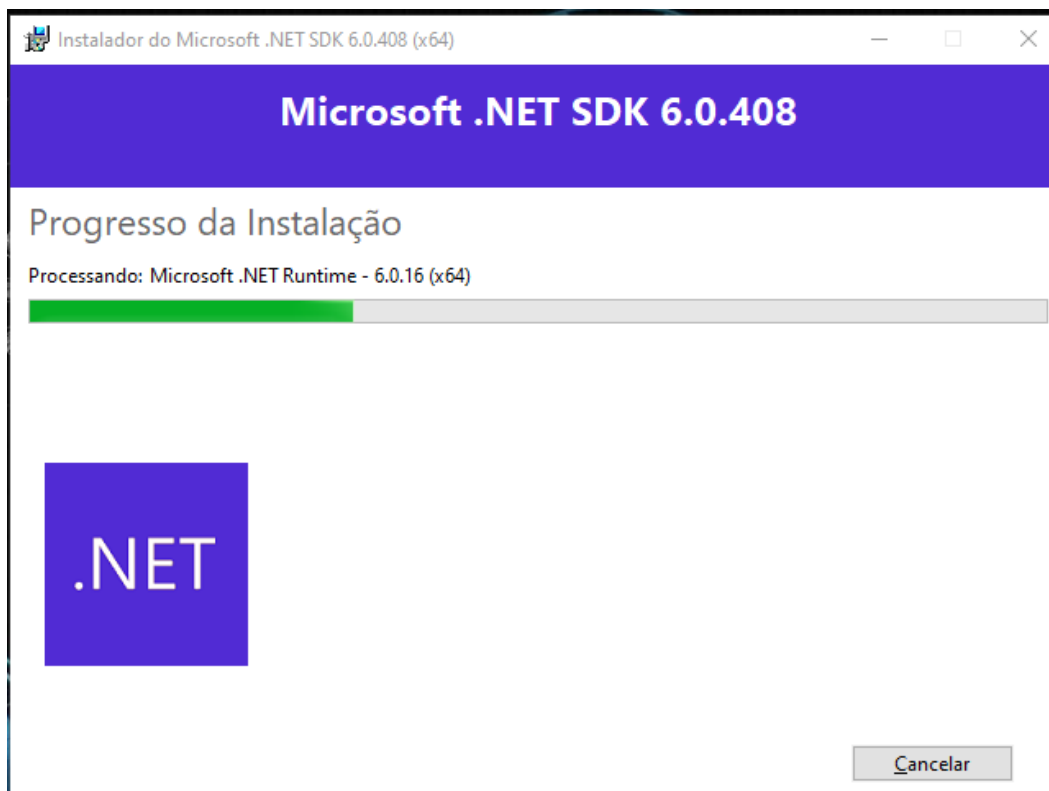 Instalador do Microsoft .NET SDK 6.0.408 (x64)
Microsoft .NET SDK 6.0.408
Progresso da Instalação
Processando: Microsoft .NET Runtime - 6.0.16 (x64)
.NET
Cancelar